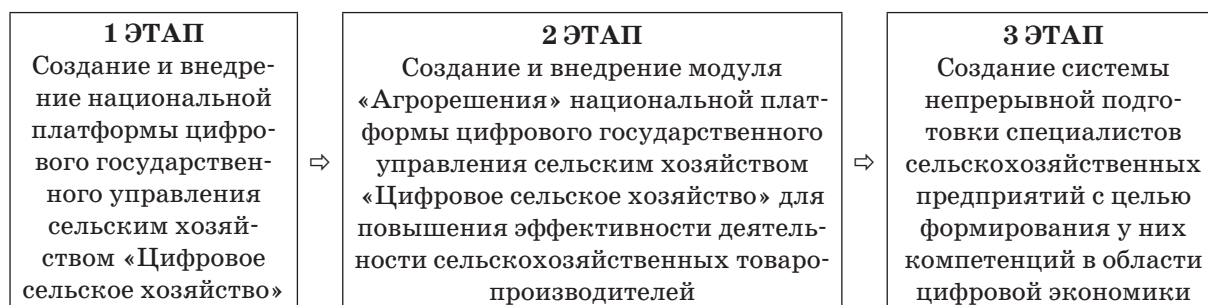 1 ЭТАП
Создание и внедре-
ние национальной
платформы цифро-
вого государствен-
ного управления
сельским хозяй-
ством «Цифровое
сельское хозяйство»
⇨
2 ЭТАП
Создание и внедрение модуля
«Агрорешения» национальной плат-
формы цифрового государственного
управления сельским хозяйством
«Цифровое сельское хозяйство» для
повышения эффективности деятель-
ности сельскохозяйственных товаро-
производителей
⇨
3 ЭТАП
Создание системы
непрерывной подго-
товки специалистов
сельскохозяйственных
предприятий с целью
формирования у них
компетенций в области
цифровой экономики